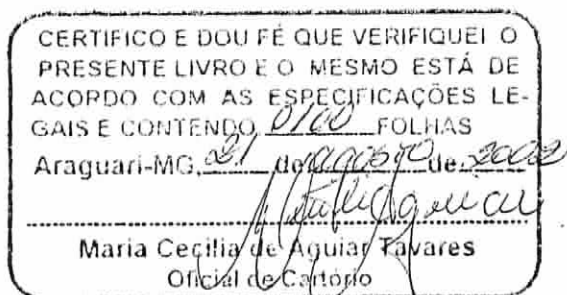 CERTIFICO E DOU FÉ QUE VERIFIQUEI O
PRESENTE LIVRO E O MESMO ESTÁ DE
ACORDO COM AS ESPECIFICAÇÕES LE-
GAIS E CONTENDO 0100 FOLHAS
Araguari-MG, 21 de agosto de 2002
Maria Cecilia de Aguiar Tavares
Oficial de Cartório